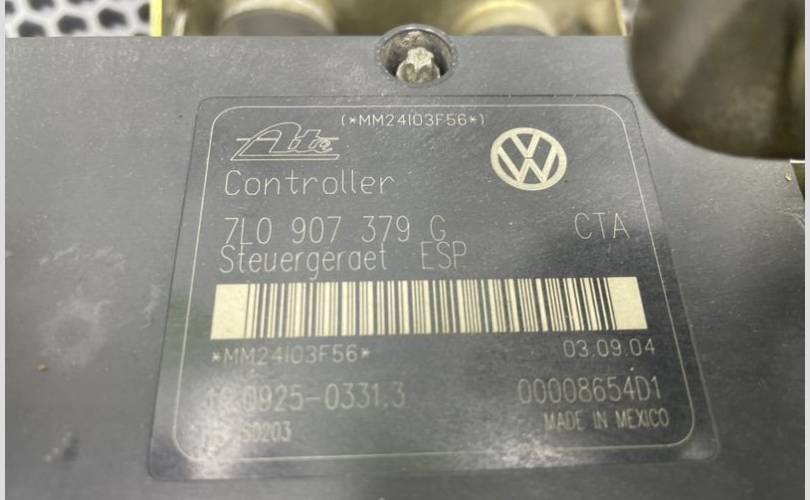 (*MM24I03F56*)
Ate
Controller
7L0 907 379 G CTA
Steuergeraet ESP
*MM24I03F56* 03.09.04
0925-0331.3 00008654D1
MADE IN MEXICO